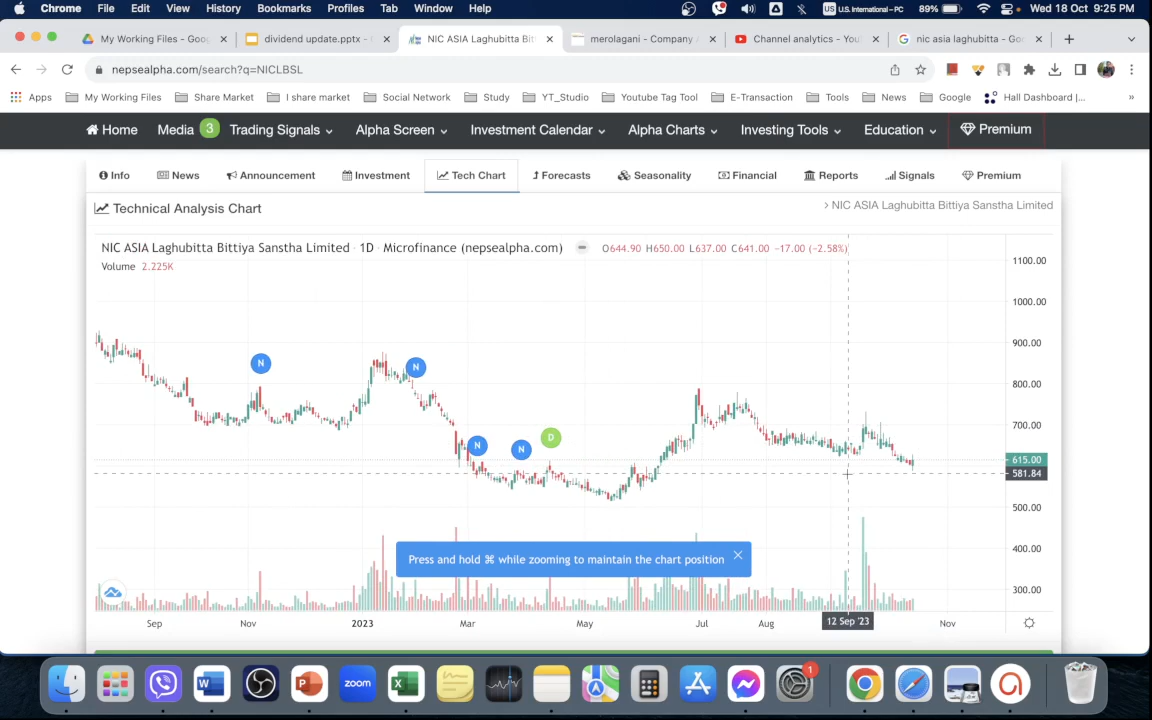 Chrome File Edit View History Bookmarks Profiles Tab Window Help US U.S. International – PC 89% Wed 18 Oct 9:25 PM
My Working Files - Goog dividend update.pptx - NIC ASIA Laghubitta Bit merolagani - Company Channel analytics - You nic asia laghubitta - Go
nepsealpha.com/search?q=NICLBSL
Apps My Working Files Share Market I share market Social Network Study YT_Studio Youtube Tag Tool E-Transaction Tools News Google Hall Dashboard |... »
Home Media 3 Trading Signals Alpha Screen Investment Calendar Alpha Charts Investing Tools Education Premium
Info News Announcement Investment Tech Chart Forecasts Seasonality Financial Reports Signals Premium
Technical Analysis Chart > NIC ASIA Laghubitta Bittiya Sanstha Limited
NIC ASIA Laghubitta Bittiya Sanstha Limited · 1D · Microfinance (nepsealpha.com) O644.90 H650.00 L637.00 C641.00 −17.00 (−2.58%)
Volume 2.225K
1100.00
1000.00
900.00
800.00
700.00
615.00
581.84
500.00
400.00
300.00
N
N
N
N
D
Press and hold ⌘ while zooming to maintain the chart position
Sep Nov 2023 Mar May Jul Aug 12 Sep '23 Nov
W P zoom X 1